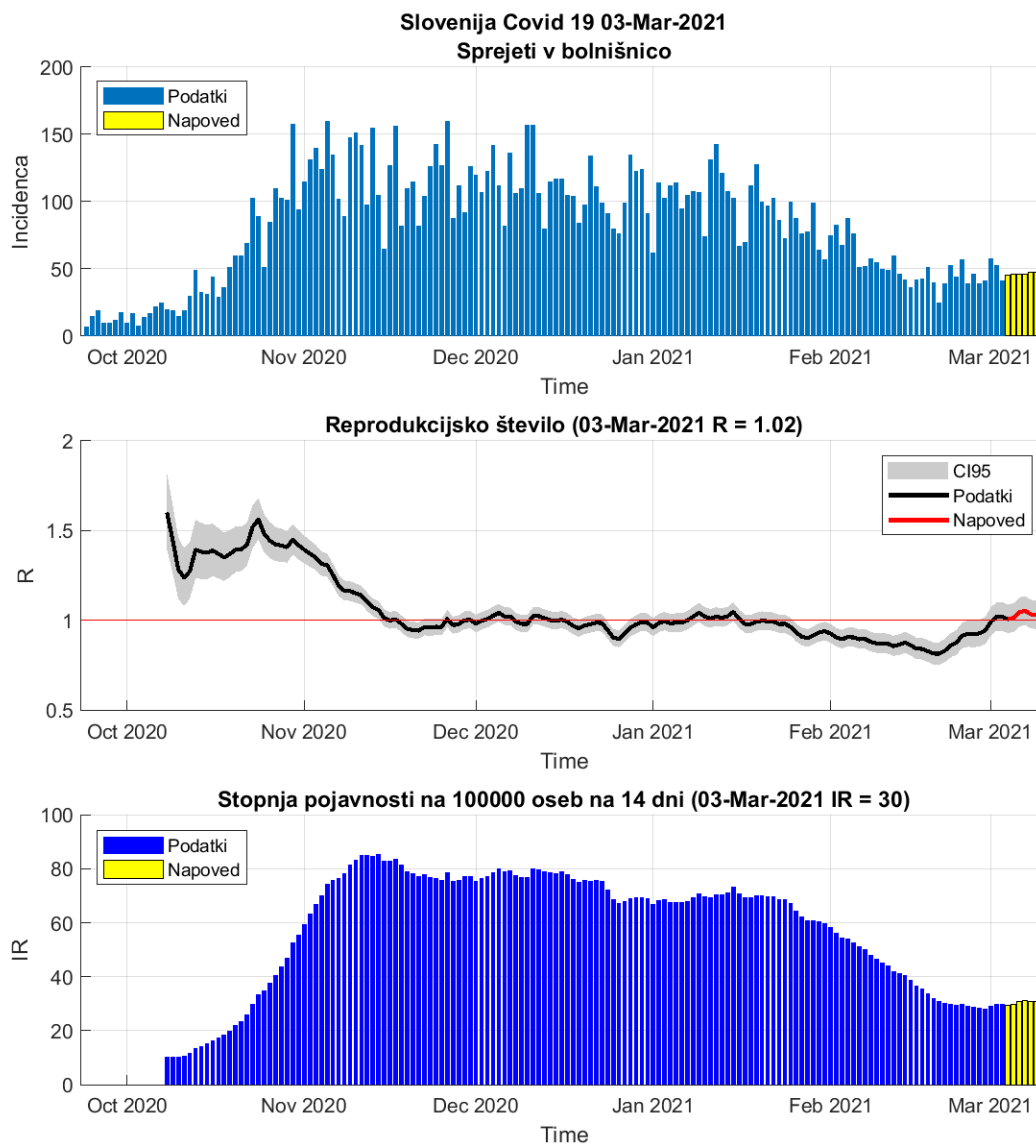 Slovenija Covid 19 03-Mar-2021
Sprejeti v bolnišnico
200
150
100
50
0
Incidenca
Podatki
Napoved
Oct 2020 Nov 2020 Dec 2020 Jan 2021 Feb 2021 Mar 2021
Time
Reprodukcijsko število (03-Mar-2021 R = 1.02)
2
1.5
1
0.5
R
CI95
Podatki
Napoved
Oct 2020 Nov 2020 Dec 2020 Jan 2021 Feb 2021 Mar 2021
Time
Stopnja pojavnosti na 100000 oseb na 14 dni (03-Mar-2021 IR = 30)
100
80
60
40
20
0
IR
Podatki
Napoved
Oct 2020 Nov 2020 Dec 2020 Jan 2021 Feb 2021 Mar 2021
Time